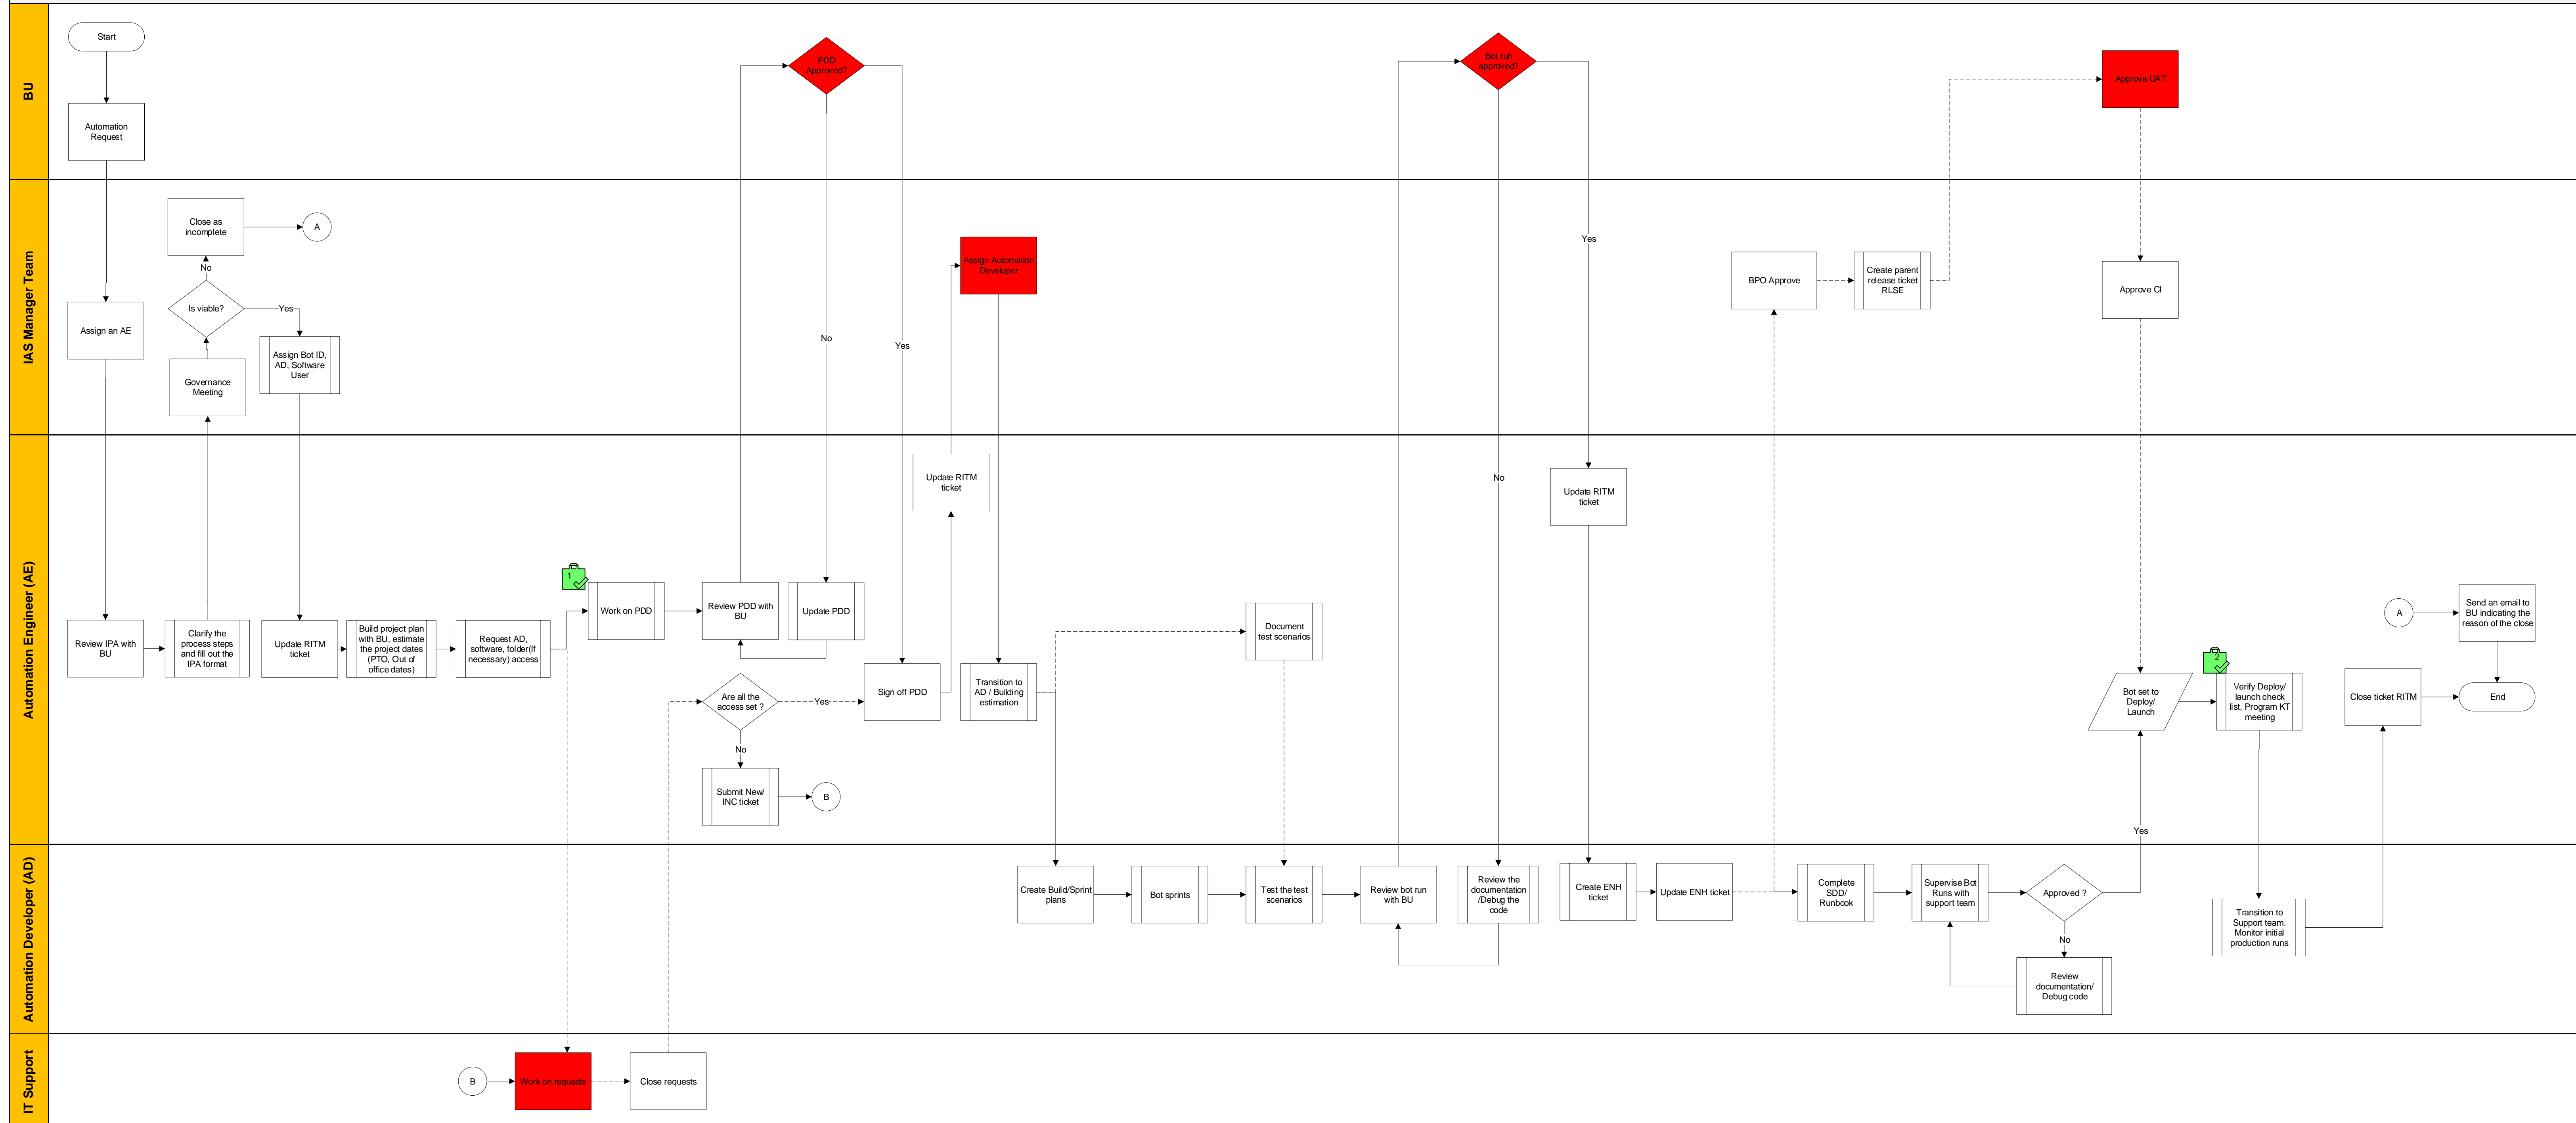 BU
Start
Automation
Request
PDD
Approved?
Bot run
approved?
Approve UAT
IAS Manager Team
Close as
incomplete
A
No
Is viable?
Yes
Assign an AE
Governance
Meeting
Assign Bot ID,
AD, Software
User
No
Yes
Assign Automation
Developer
Yes
BPO Approve
Create parent
release ticket
RLSE
Approve CI
Automation Engineer (AE)
Review IPA with
BU
Clarify the
process steps
and fill out the
IPA format
Update RITM
ticket
Build project plan
with BU, estimate
the project dates
(PTO, Out of
office dates)
Request AD,
software, folder(If
necessary) access
1
Work on PDD
Review PDD with
BU
Update PDD
Are all the
access set ?
Yes
No
Submit New/
INC ticket
B
Sign off PDD
Update RITM
ticket
Transition to
AD / Building
estimation
Document
test scenarios
No
Update RITM
ticket
Bot set to
Deploy/
Launch
Yes
2
Verify Deploy/
launch check
list, Program KT
meeting
Close ticket RITM
A
Send an email to
BU indicating the
reason of the close
End
Automation Developer (AD)
Create Build/Sprint
plans
Bot sprints
Test the test
scenarios
Review bot run
with BU
Review the
documentation
/Debug the
code
Create ENH
ticket
Update ENH ticket
Complete
SDD/
Runbook
Supervise Bot
Runs with
support team
Approved ?
No
Review
documentation/
Debug code
Transition to
Support team.
Monitor initial
production runs
IT Support
B
Work on requests
Close requests